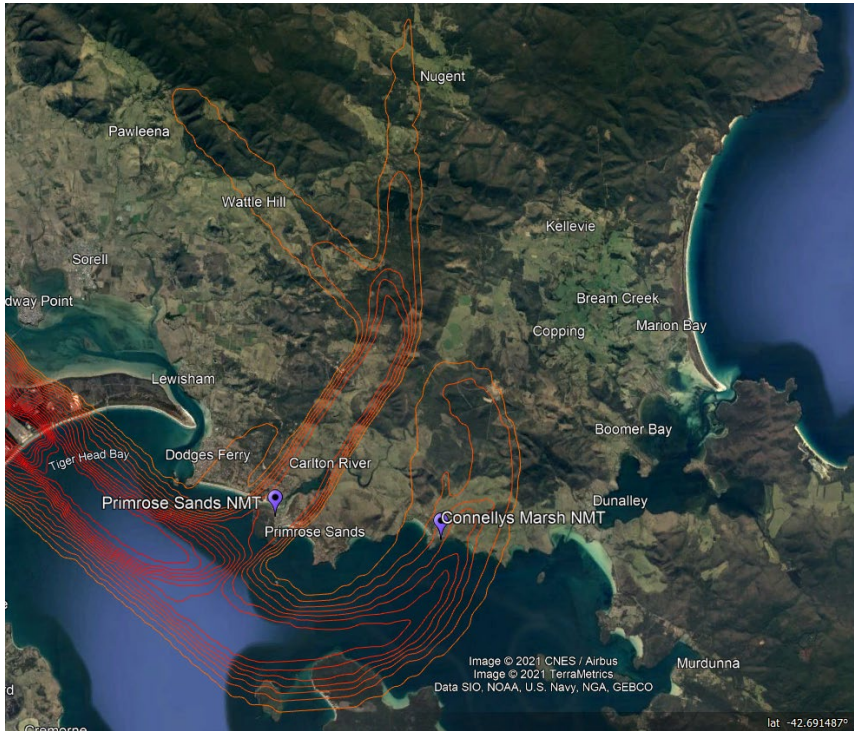 Nugent
Pawleena
Wattle Hill
Kellevie
Sorell
Bream Creek
dway Point
Copping
Marion Bay
Lewisham
Boomer Bay
Tiger Head Bay
Dodges Ferry
Carlton River
Dunalley
Primrose Sands NMT
Connellys Marsh NMT
Primrose Sands
Image © 2021 CNES / Airbus
Image © 2021 TerraMetrics
Data SIO, NOAA, U.S. Navy, NGA, GEBCO
Murdunna
rd
lat -42.691487°
Cremorne